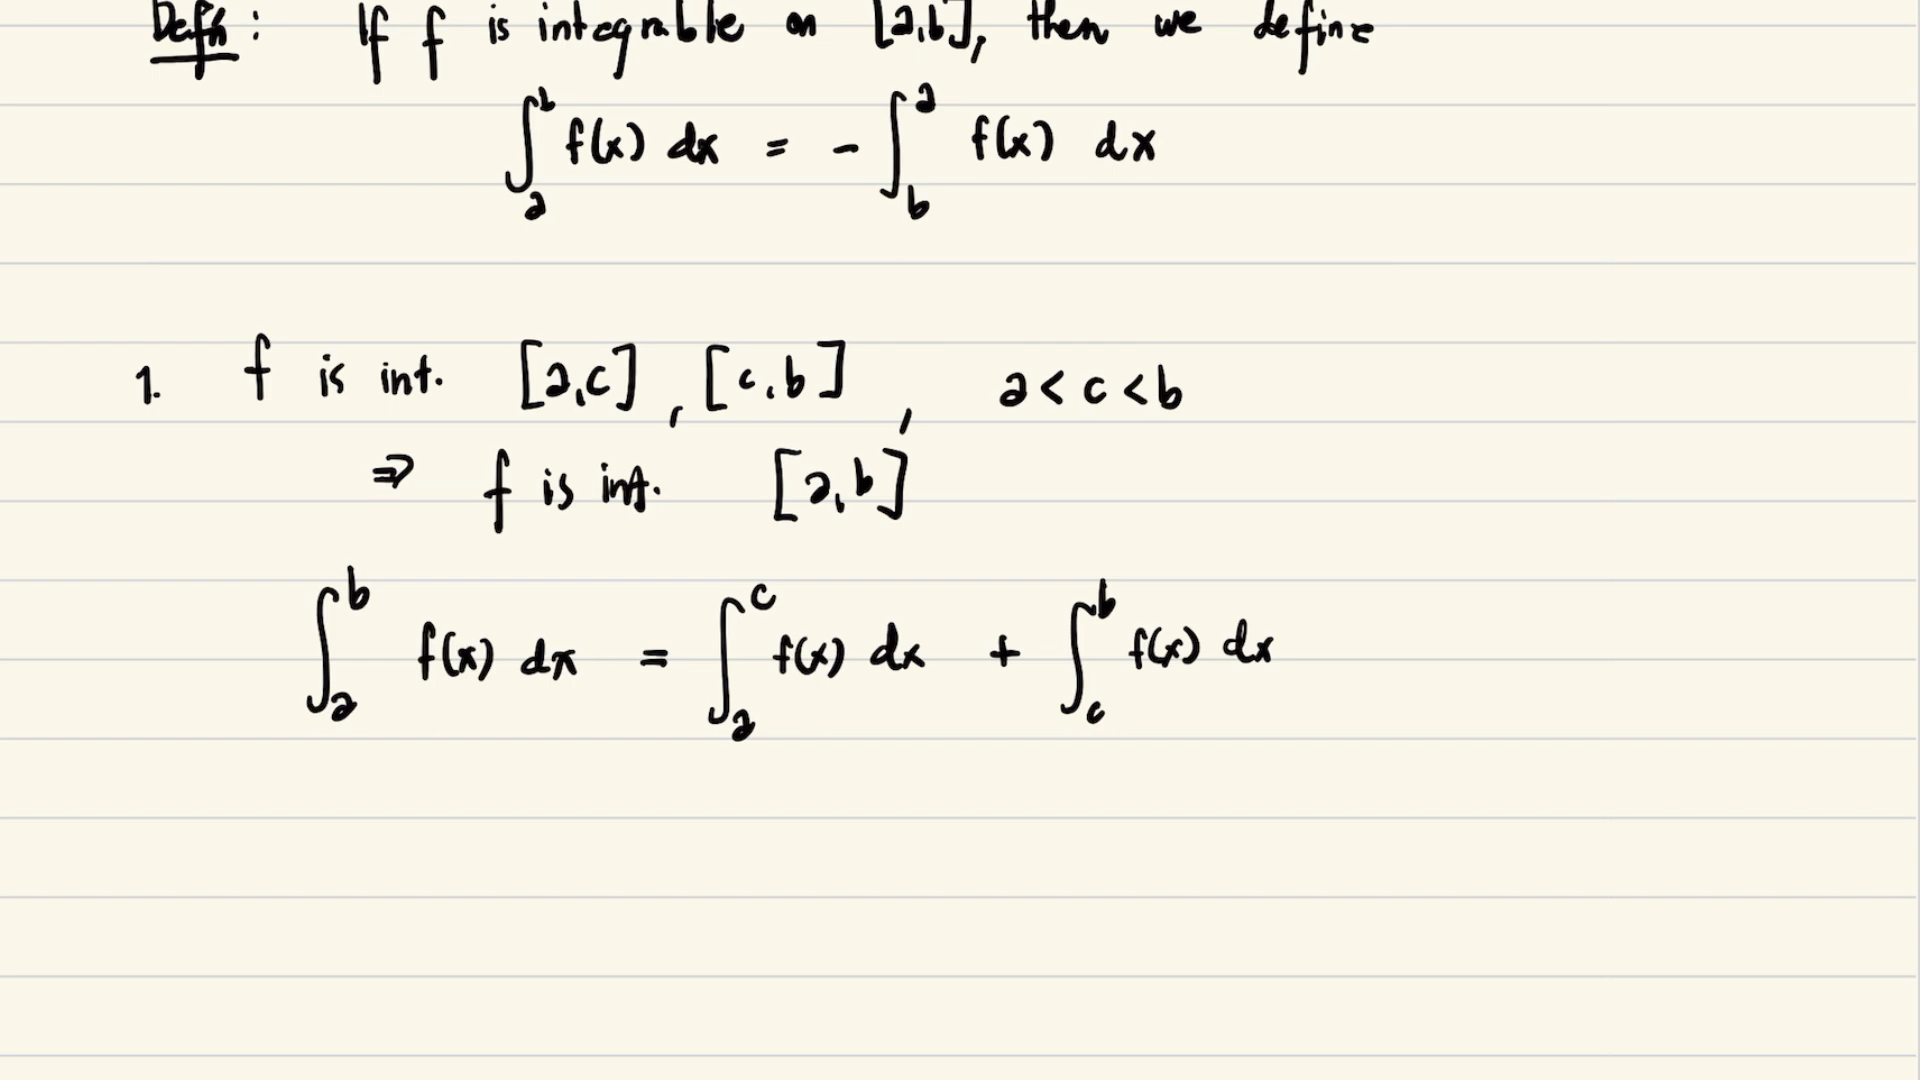 Defn: If f is integrable on [a,b], then we define
∫_a^b f(x) dx = - ∫_b^a f(x) dx
1. f is int. [a,c], [c,b], a < c < b
⇒ f is int. [a,b]
∫_a^b f(x) dx = ∫_a^c f(x) dx + ∫_c^b f(x) dx